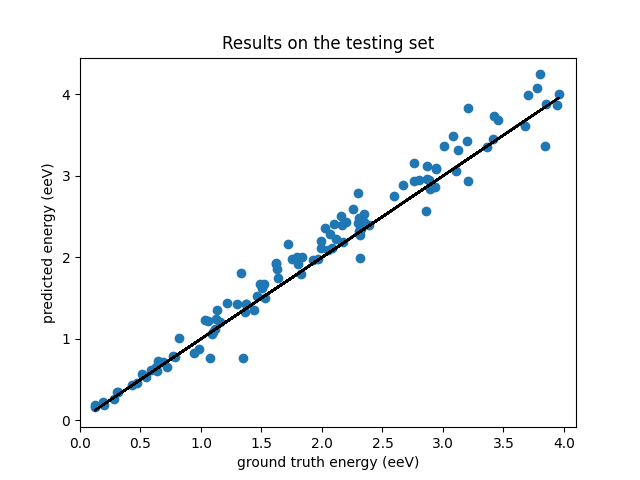 Results on the testing set
predicted energy (eeV)
4
3
2
1
0
0.0 0.5 1.0 1.5 2.0 2.5 3.0 3.5 4.0
ground truth energy (eeV)